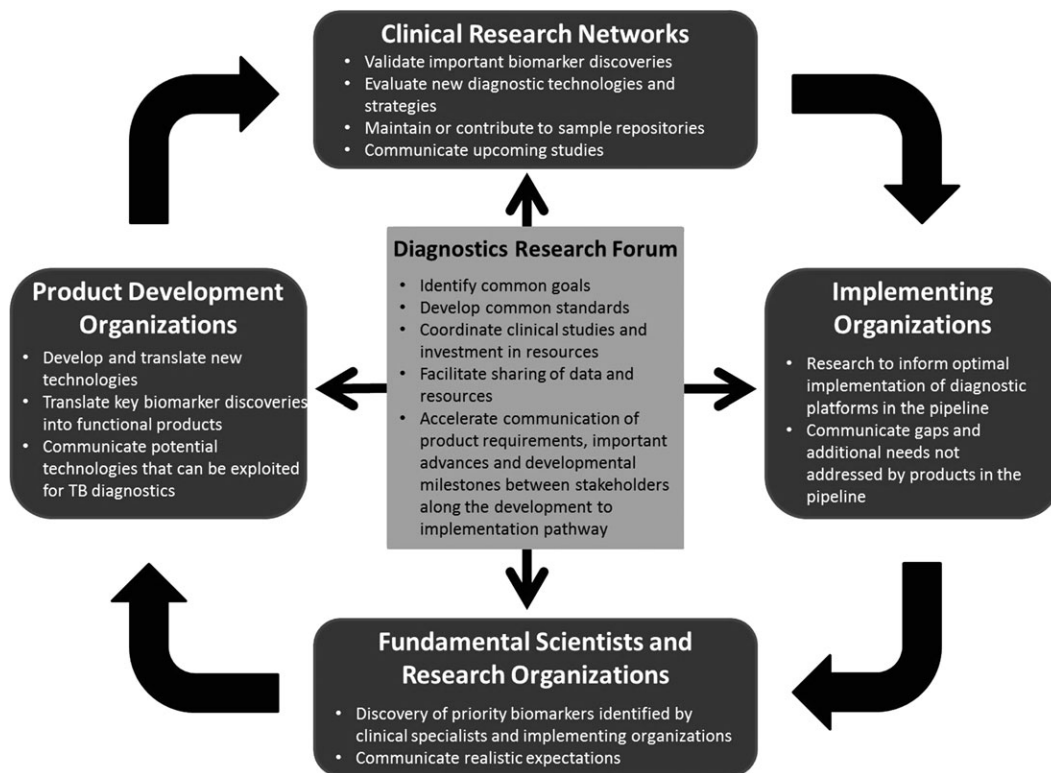 Clinical Research Networks
• Validate important biomarker discoveries
• Evaluate new diagnostic technologies and
strategies
• Maintain or contribute to sample repositories
• Communicate upcoming studies
Product Development
Organizations
• Develop and translate new
technologies
• Translate key biomarker discoveries
into functional products
• Communicate potential
technologies that can be exploited
for TB diagnostics
Diagnostics Research Forum
• Identify common goals
• Develop common standards
• Coordinate clinical studies and
investment in resources
• Facilitate sharing of data and
resources
• Accelerate communication of
product requirements, important
advances and developmental
milestones between stakeholders
along the development to
implementation pathway
Implementing
Organizations
• Research to inform optimal
implementation of diagnostic
platforms in the pipeline
• Communicate gaps and
additional needs not
addressed by products in the
pipeline
Fundamental Scientists and
Research Organizations
• Discovery of priority biomarkers identified by
clinical specialists and implementing organizations
• Communicate realistic expectations